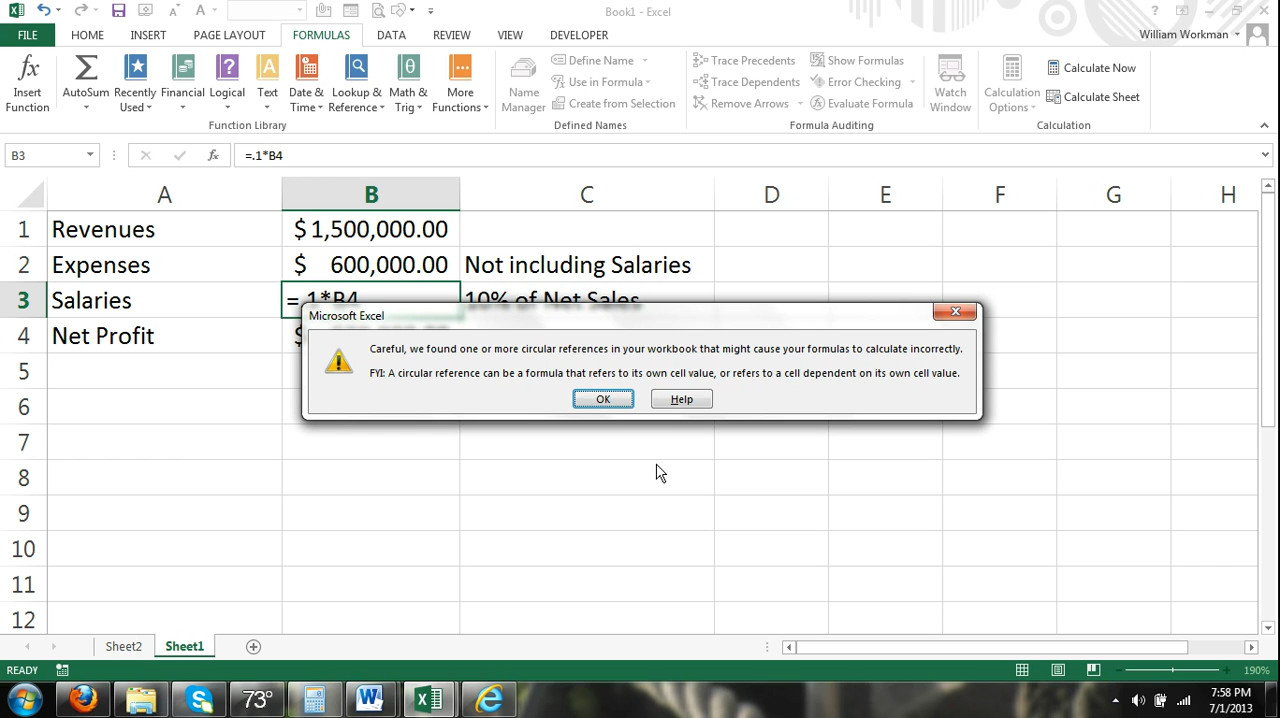 Book1 - Excel
?
FILE HOME INSERT PAGE LAYOUT FORMULAS DATA REVIEW VIEW DEVELOPER William Workman
fx Σ ? A θ
Insert Function
AutoSum
Recently Used
Financial
Logical
Text
Date & Time
Lookup & Reference
Math & Trig
More Functions
Function Library
Name Manager
Define Name
Use in Formula
Create from Selection
Defined Names
Trace Precedents
Trace Dependents
Remove Arrows
Show Formulas
Error Checking
Evaluate Formula
Formula Auditing
Watch Window
Calculation Options
Calculate Now
Calculate Sheet
Calculation
B3 fx =.1*B4
A B C D E F G H
1 Revenues $ 1,500,000.00
2 Expenses $ 600,000.00 Not including Salaries
3 Salaries =.1*B4 10% of Net Sales
4 Net Profit $
5
6
7
8
9
10
11
12
Microsoft Excel
Careful, we found one or more circular references in your workbook that might cause your formulas to calculate incorrectly.
FYI: A circular reference can be a formula that refers to its own cell value, or refers to a cell dependent on its own cell value.
OK Help
Sheet2 Sheet1
READY 190%
73°
7:58 PM
7/1/2013